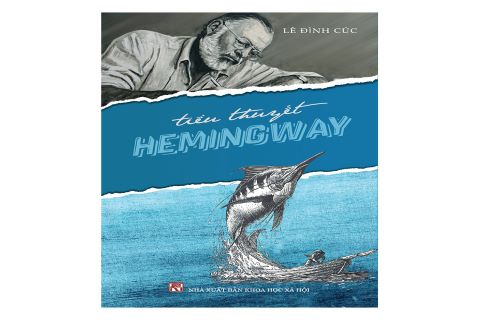 LÊ ĐÌNH CÚC
tiểu thuyết
HEMINGWAY
NHÀ XUẤT BẢN KHOA HỌC XÃ HỘI